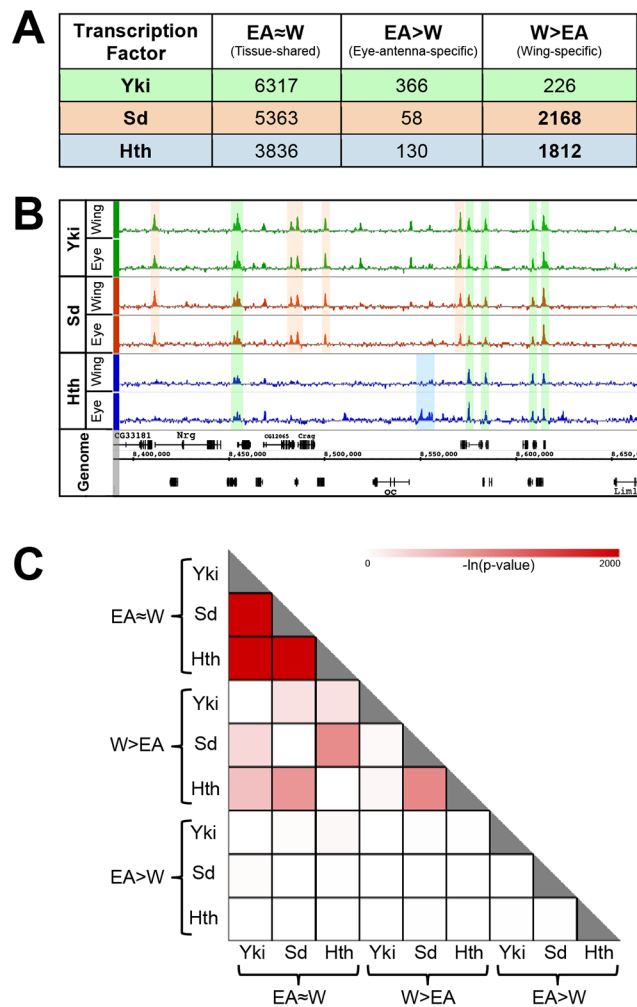 A
Transcription Factor EA≈W (Tissue-shared) EA>W (Eye-antenna-specific) W>EA (Wing-specific)
Yki 6317 366 226
Sd 5363 58 2168
Hth 3836 130 1812
B
Yki Wing
Eye
Sd Wing
Eye
Hth Wing
Eye
Genome
CG33181 Nrg CG12065 Crag
8,400,000 8,450,000 8,500,000 8,550,000 8,600,000
oc
C
0 -ln(p-value) 2000
EA≈W
Yki
Sd
Hth
W>EA
Yki
Sd
Hth
EA>W
Yki
Sd
Hth
Yki Sd Hth Yki Sd Hth Yki Sd Hth
EA≈W W>EA EA>W